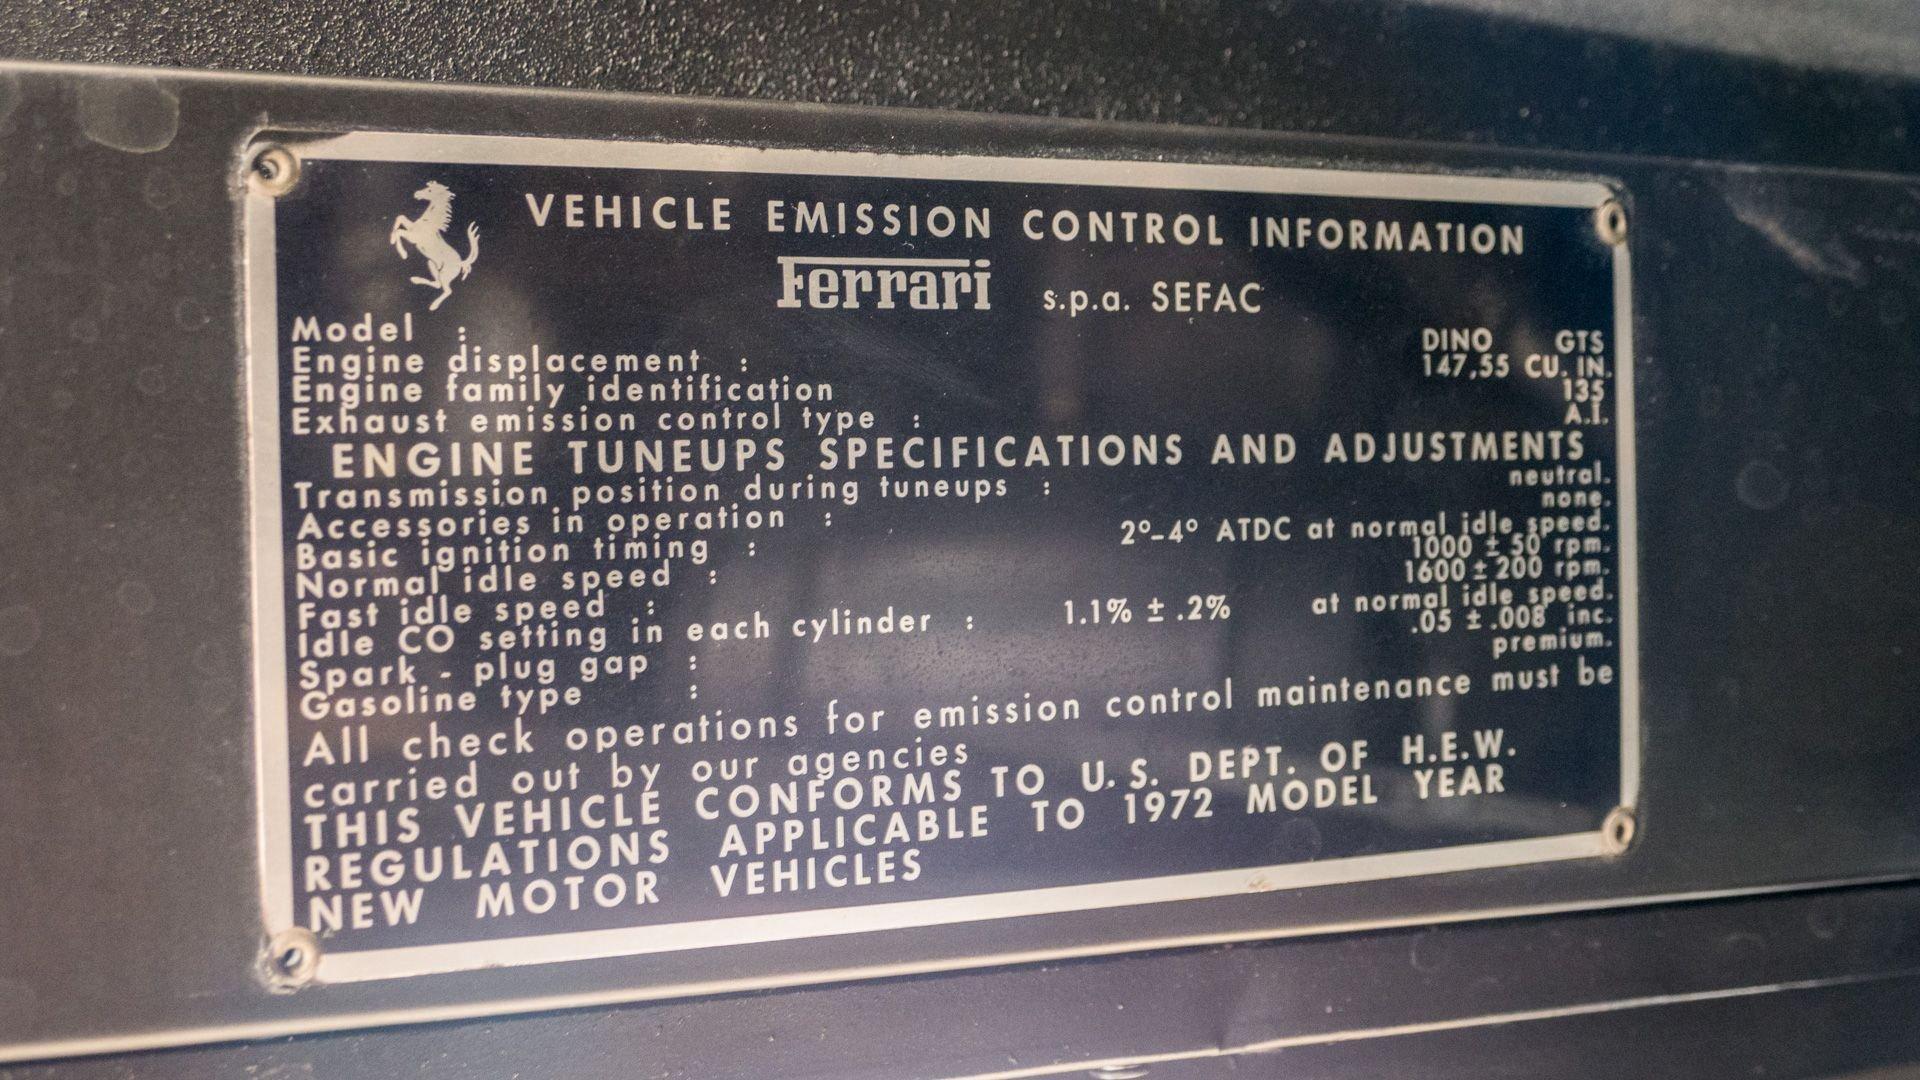 VEHICLE EMISSION CONTROL INFORMATION
Ferrari s.p.a. SEFAC
Model : DINO GTS
Engine displacement : 147,55 CU. IN.
Engine family identification 135
Exhaust emission control type : A.I.
ENGINE TUNEUPS SPECIFICATIONS AND ADJUSTMENTS
Transmission position during tuneups : neutral.
Accessories in operation : none.
Basic ignition timing : 2°-4° ATDC at normal idle speed.
Normal idle speed : 1000 ± 50 rpm.
Fast idle speed : 1600 ± 200 rpm.
Idle CO setting in each cylinder : 1.1% ± .2% at normal idle speed.
Spark - plug gap : .05 ± .008 inc.
Gasoline type : premium.
All check operations for emission control maintenance must be
carried out by our agencies
THIS VEHICLE CONFORMS TO U.S. DEPT. OF H.E.W.
REGULATIONS APPLICABLE TO 1972 MODEL YEAR
NEW MOTOR VEHICLES